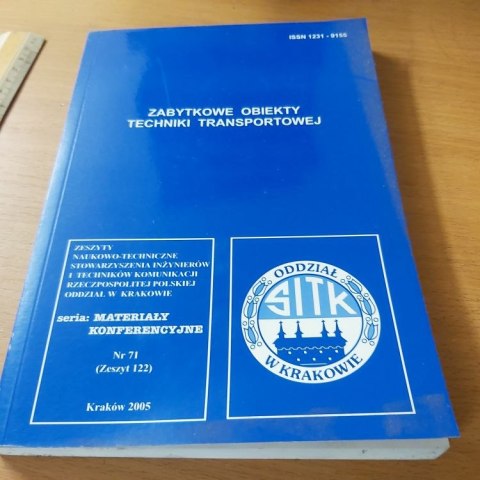 ISSN 1231 - 9155
ZABYTKOWE OBIEKTY
TECHNIKI TRANSPORTOWEJ
ZESZYTY
NAUKOWO-TECHNICZNE
STOWARZYSZENIA INŻYNIERÓW
I TECHNIKÓW KOMUNIKACJI
RZECZPOSPOLITEJ POLSKIEJ
ODDZIAŁ W KRAKOWIE
seria: MATERIAŁY
KONFERENCYJNE
Nr 71
(Zeszyt 122)
Kraków 2005
ODDZIAŁ
SITK
W KRAKOWIE